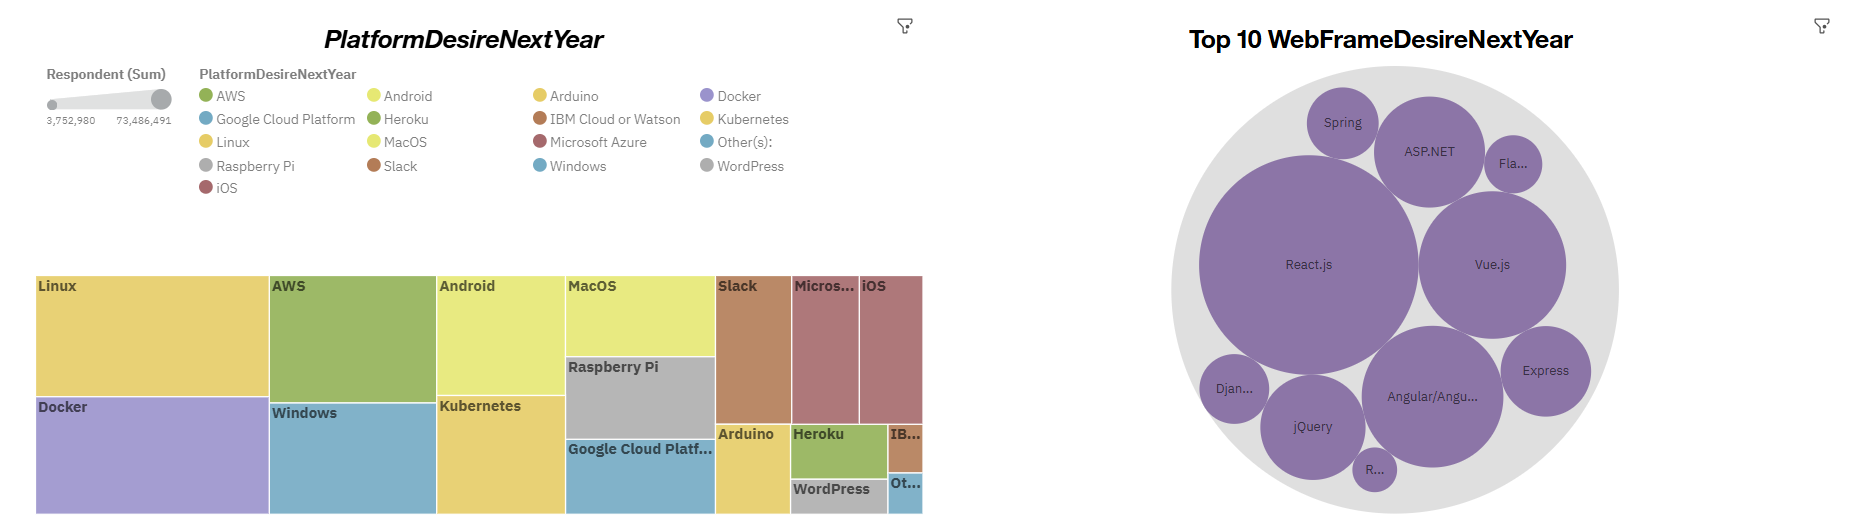 PlatformDesireNextYear
Respondent (Sum)
3,752,980 73,486,491
PlatformDesireNextYear
AWS Android Arduino Docker
Google Cloud Platform Heroku IBM Cloud or Watson Kubernetes
Linux MacOS Microsoft Azure Other(s):
Raspberry Pi Slack Windows WordPress
iOS
Linux AWS Android MacOS Slack Micros... iOS
Raspberry Pi
Docker Windows Kubernetes
Google Cloud Platf... Arduino Heroku IB...
WordPress Ot...
Top 10 WebFrameDesireNextYear
Spring
ASP.NET
Fla...
React.js
Vue.js
Express
Djan...
Angular/Angu...
jQuery
R...